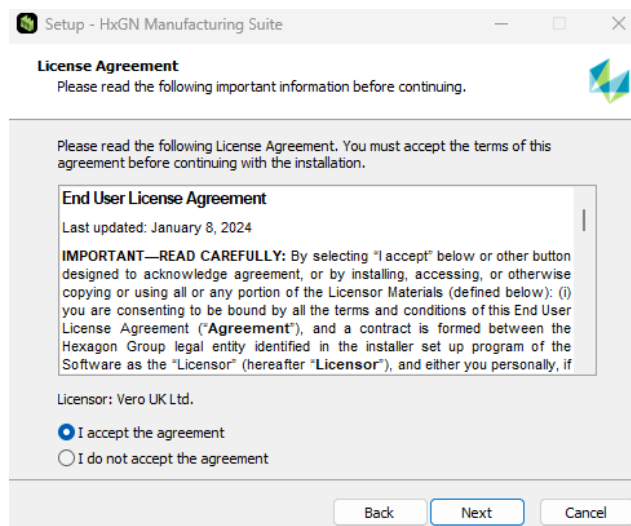 Setup - HxGN Manufacturing Suite
License Agreement
Please read the following important information before continuing.
Please read the following License Agreement. You must accept the terms of this
agreement before continuing with the installation.
End User License Agreement
Last updated: January 8, 2024
IMPORTANT—READ CAREFULLY: By selecting “I accept” below or other button
designed to acknowledge agreement, or by installing, accessing, or otherwise
copying or using all or any portion of the Licensor Materials (defined below): (i)
you are consenting to be bound by all the terms and conditions of this End User
License Agreement (“Agreement”), and a contract is formed between the
Hexagon Group legal entity identified in the installer set up program of the
Software as the “Licensor” (hereafter “Licensor”), and either you personally, if
Licensor: Vero UK Ltd.
I accept the agreement
I do not accept the agreement
Back
Next
Cancel